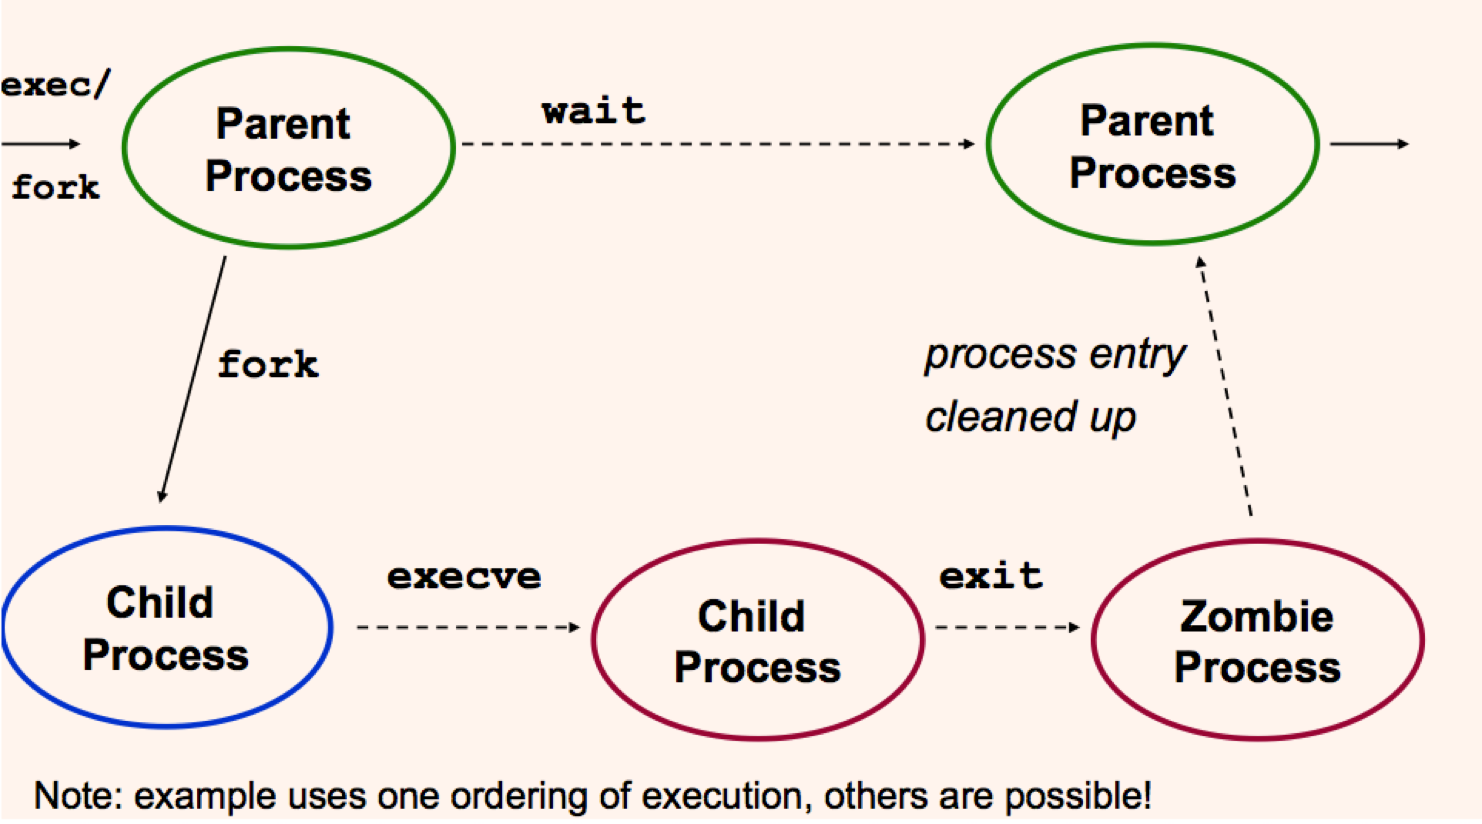 exec/
fork
Parent
Process
wait
Parent
Process
fork
process entry
cleaned up
Child
Process
execve
Child
Process
exit
Zombie
Process
Note: example uses one ordering of execution, others are possible!